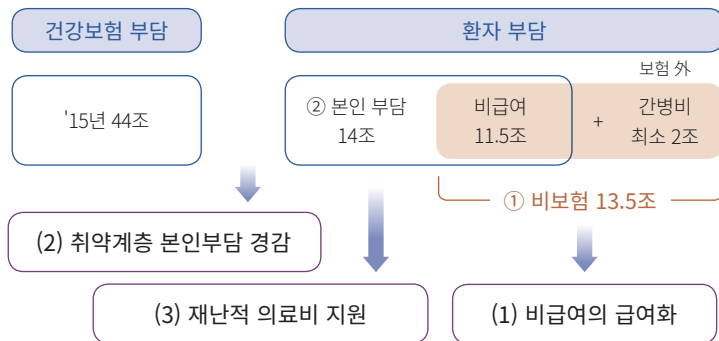 건강보험 부담
환자 부담
보험 外
'15년 44조
② 본인 부담
14조
비급여
11.5조
+
간병비
최소 2조
① 비보험 13.5조
(2) 취약계층 본인부담 경감
(3) 재난적 의료비 지원
(1) 비급여의 급여화